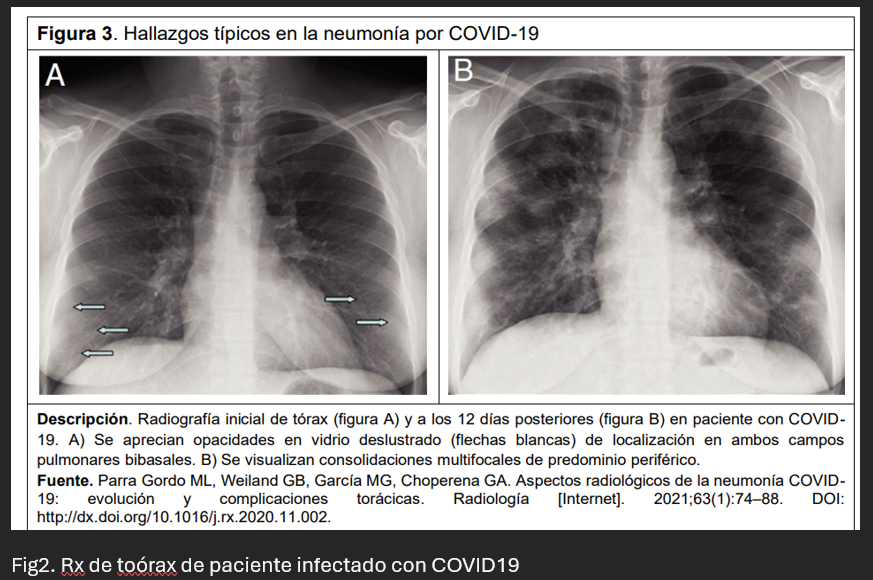 Figura 3. Hallazgos típicos en la neumonía por COVID-19
A
B
Descripción. Radiografía inicial de tórax (figura A) y a los 12 días posteriores (figura B) en paciente con COVID-
19. A) Se aprecian opacidades en vidrio deslustrado (flechas blancas) de localización en ambos campos
pulmonares bibasales. B) Se visualizan consolidaciones multifocales de predominio periférico.
Fuente. Parra Gordo ML, Weiland GB, García MG, Choperena GA. Aspectos radiológicos de la neumonía COVID-
19: evolución y complicaciones torácicas. Radiología [Internet]. 2021;63(1):74–88. DOI:
http://dx.doi.org/10.1016/j.rx.2020.11.002.
Fig2. Rx de toórax de paciente infectado con COVID19